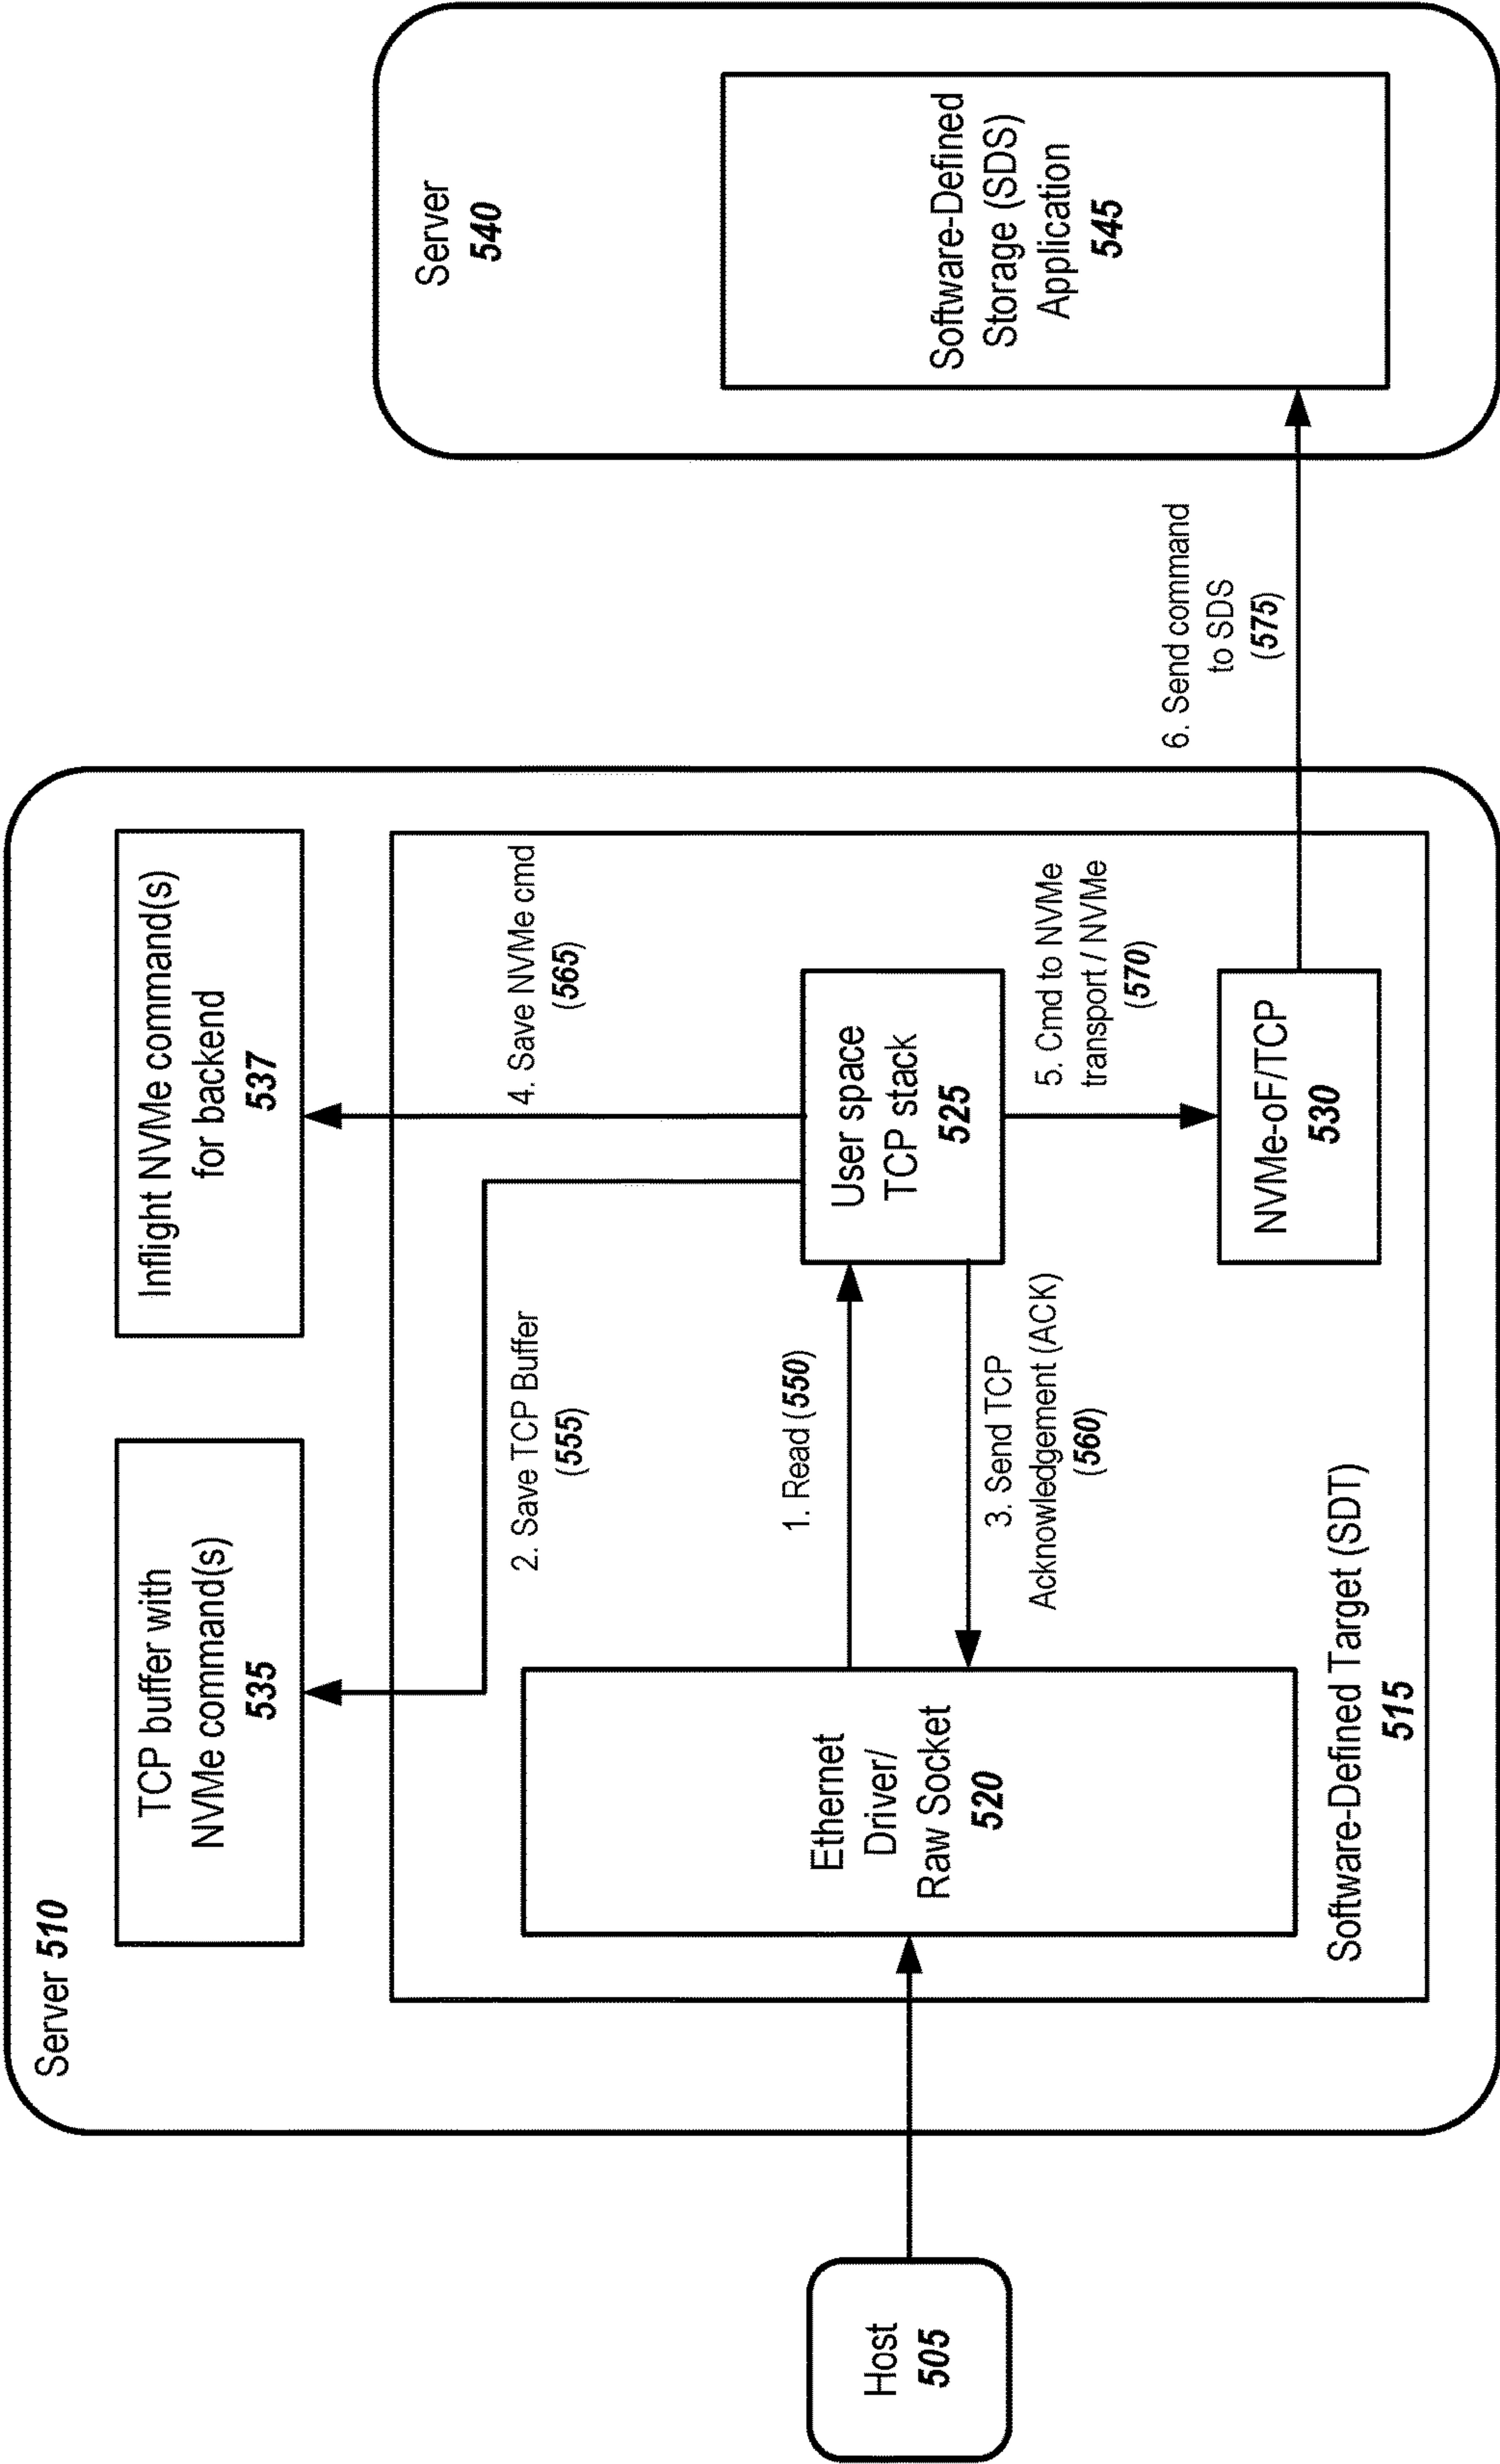 Server 510
TCP buffer with
NVMe command(s)
535
Inflight NVMe command(s)
for backend
537
2. Save TCP Buffer
(555)
4. Save NVMe cmd
(565)
Host
505
Ethernet
Driver/
Raw Socket
520
1. Read (550)
3. Send TCP
Acknowledgement (ACK)
(560)
User space
TCP stack
525
5. Cmd to NVMe
transport / NVMe
(570)
NVMe-oF/TCP
530
Software-Defined Target (SDT)
515
6. Send command
to SDS
(575)
Server
540
Software-Defined
Storage (SDS)
Application
545